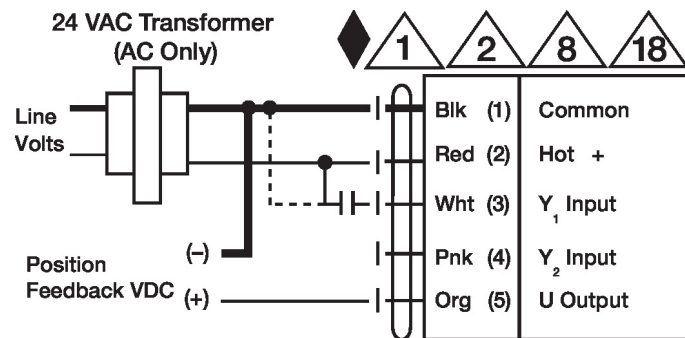 24 VAC Transformer
(AC Only)
1 2 8 18
Line
Volts
Blk (1) Common
Red (2) Hot +
Wht (3) Y1 Input
Pnk (4) Y2 Input
Org (5) U Output
Position
Feedback VDC
(–)
(+)